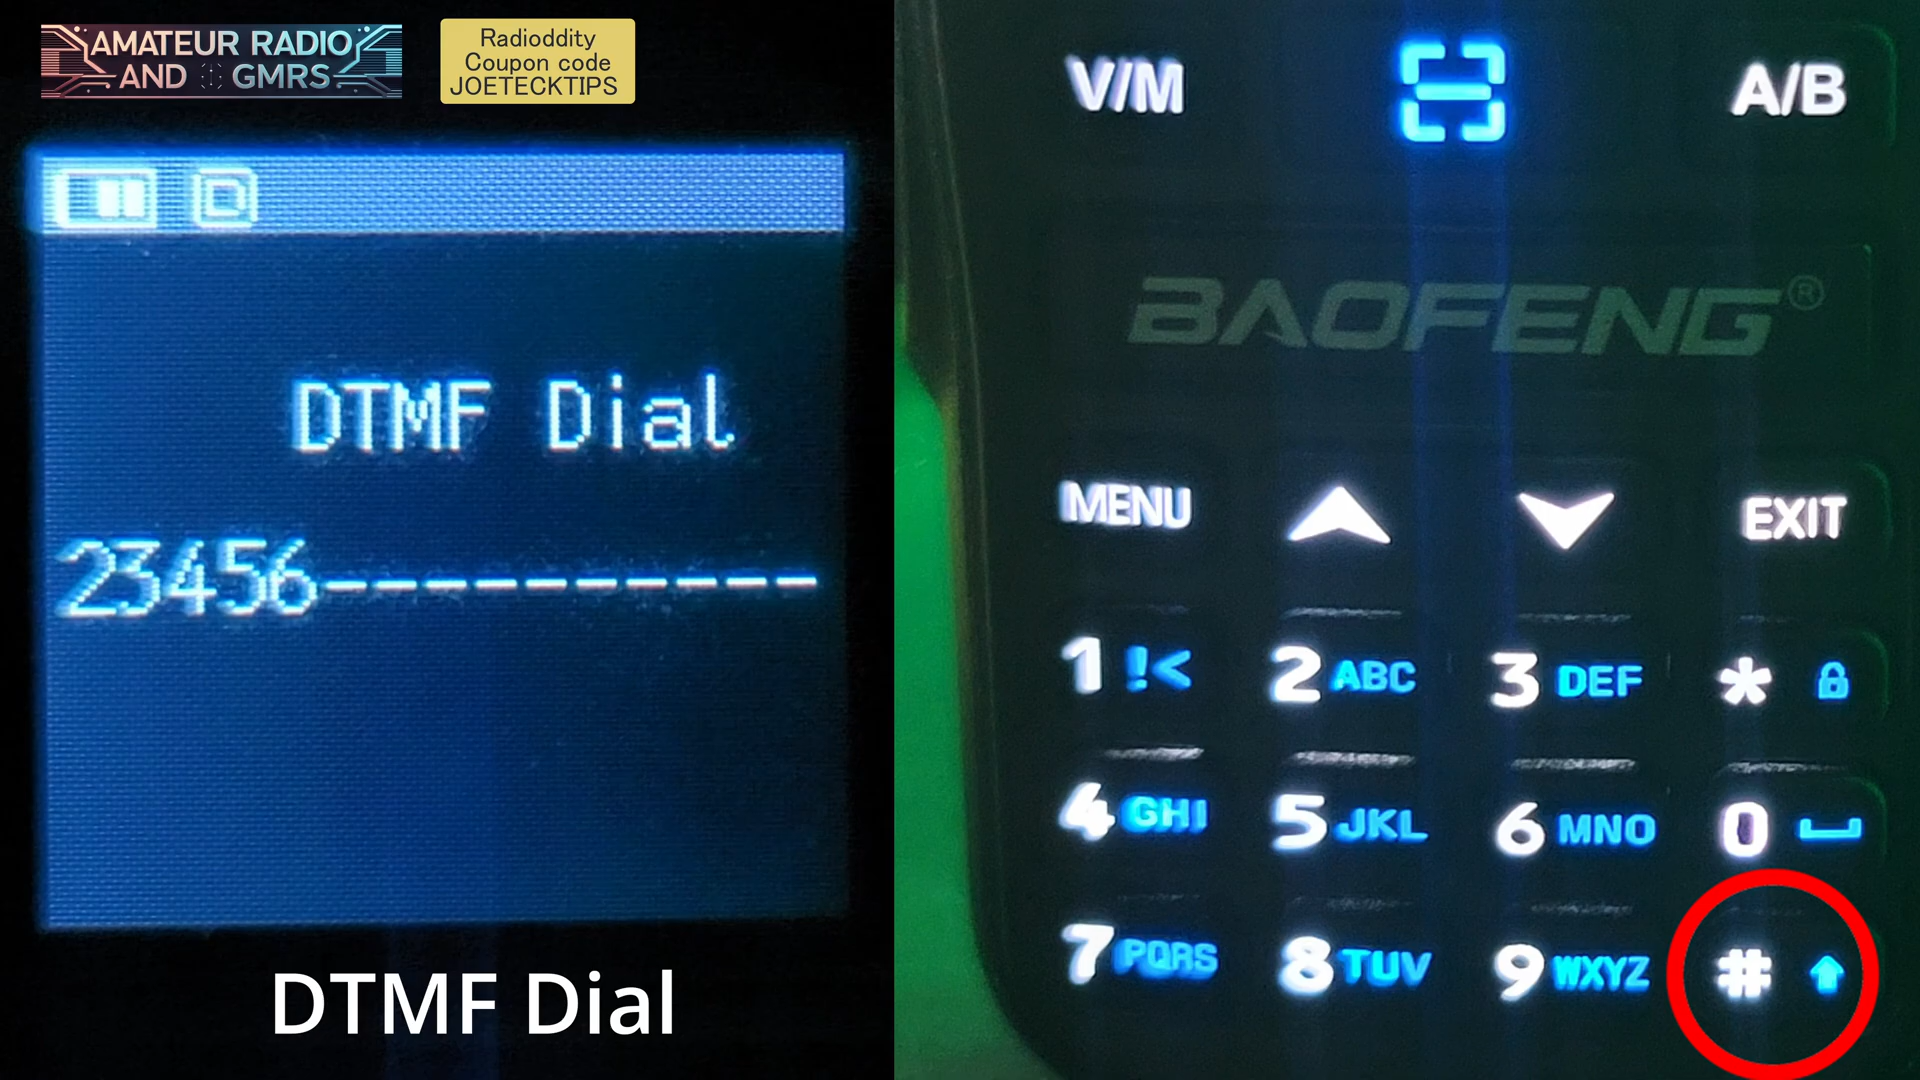 AMATEUR RADIO
AND GMRS
Radioddity
Coupon code
JOETECKTIPS
DTMF Dial
23456----------
DTMF Dial
V/M
A/B
BAOFENG®
MENU
EXIT
1 !<
2 ABC
3 DEF
*
4 GHI
5 JKL
6 MNO
0
7 PQRS
8 TUV
9 WXYZ
#